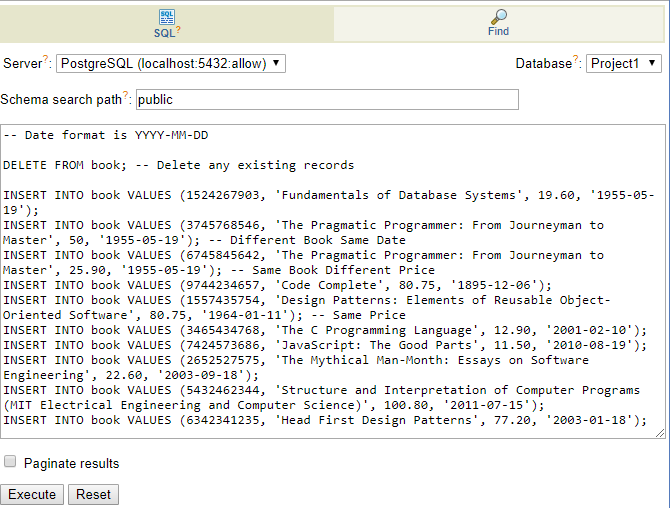 SQL?
Find
Server?: PostgreSQL (localhost:5432:allow) Database?: Project1
Schema search path?: public
-- Date format is YYYY-MM-DD
DELETE FROM book; -- Delete any existing records
INSERT INTO book VALUES (1524267903, 'Fundamentals of Database Systems', 19.60, '1955-05-
19');
INSERT INTO book VALUES (3745768546, 'The Pragmatic Programmer: From Journeyman to
Master', 50, '1955-05-19'); -- Different Book Same Date
INSERT INTO book VALUES (6745845642, 'The Pragmatic Programmer: From Journeyman to
Master', 25.90, '1955-05-19'); -- Same Book Different Price
INSERT INTO book VALUES (9744234657, 'Code Complete', 80.75, '1895-12-06');
INSERT INTO book VALUES (1557435754, 'Design Patterns: Elements of Reusable Object-
Oriented Software', 80.75, '1964-01-11'); -- Same Price
INSERT INTO book VALUES (3465434768, 'The C Programming Language', 12.90, '2001-02-10');
INSERT INTO book VALUES (7424573686, 'JavaScript: The Good Parts', 11.50, '2010-08-19');
INSERT INTO book VALUES (2652527575, 'The Mythical Man-Month: Essays on Software
Engineering', 22.60, '2003-09-18');
INSERT INTO book VALUES (5432462344, 'Structure and Interpretation of Computer Programs
(MIT Electrical Engineering and Computer Science)', 100.80, '2011-07-15');
INSERT INTO book VALUES (6342341235, 'Head First Design Patterns', 77.20, '2003-01-18');
Paginate results
Execute Reset